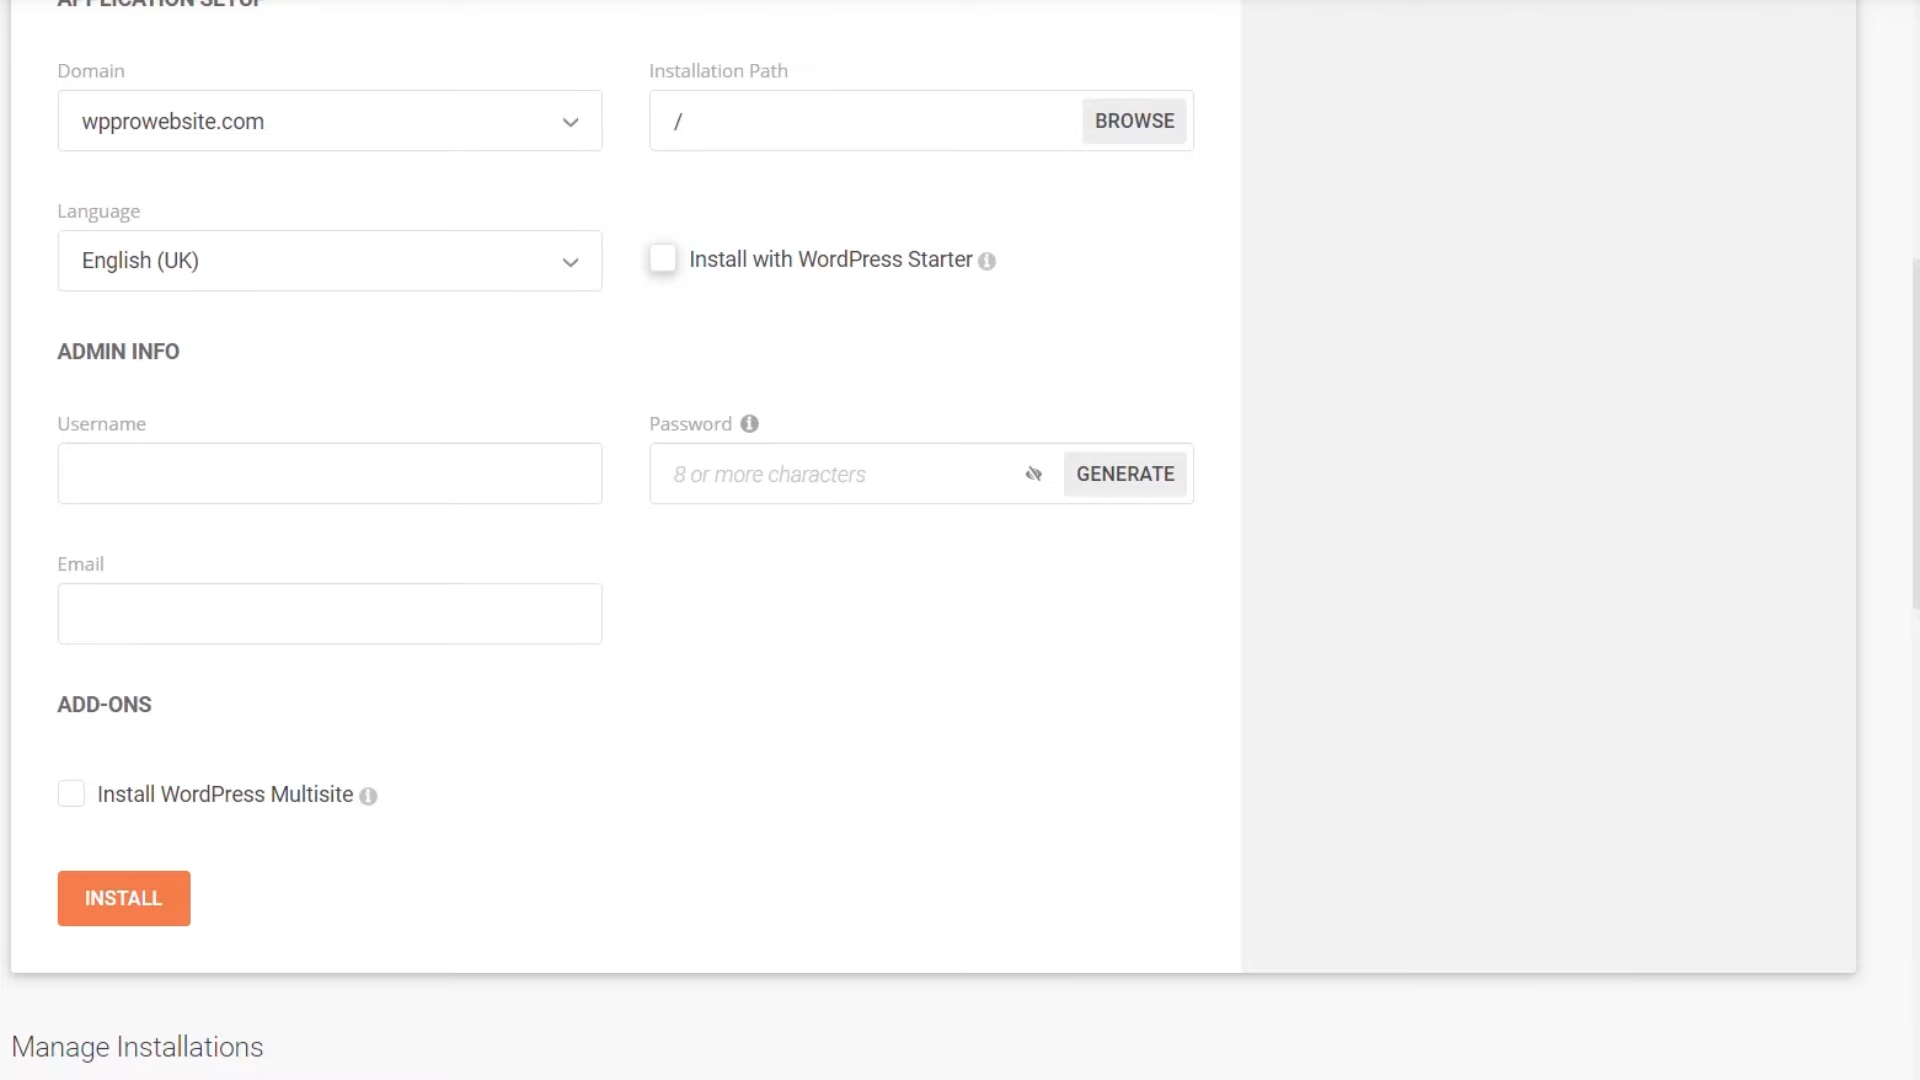 APPLICATION SETUP
Domain
Installation Path
wpprowebsite.com
/
BROWSE
Language
English (UK)
Install with WordPress Starter
ADMIN INFO
Username
Password
8 or more characters
GENERATE
Email
ADD-ONS
Install WordPress Multisite
INSTALL
Manage Installations